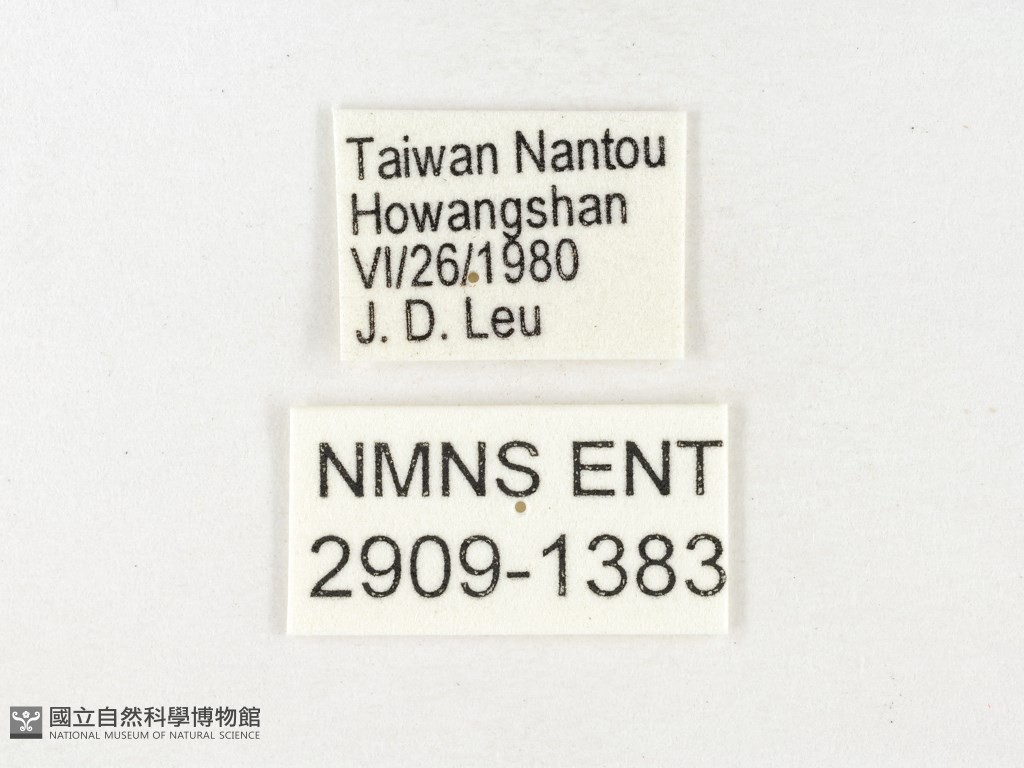 Taiwan Nantou
Howangshan
VI/26/1980
J. D. Leu
NMNS ENT
2909-1383
國立自然科學博物館
NATIONAL MUSEUM OF NATURAL SCIENCE